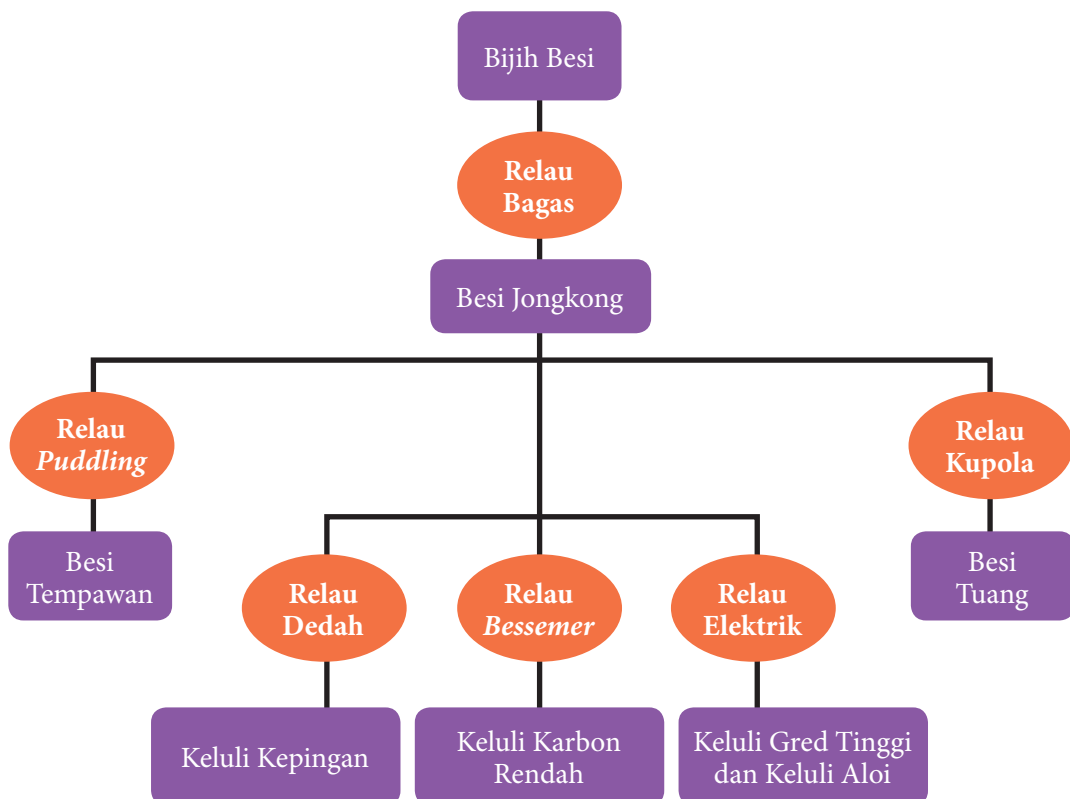 Bijih Besi
Relau
Bagas
Besi Jongkong
Relau
Puddling
Relau
Kupola
Besi
Tempawan
Besi
Tuang
Relau
Dedah
Relau
Bessemer
Relau
Elektrik
Keluli Kepingan
Keluli Karbon
Rendah
Keluli Gred Tinggi
dan Keluli Aloi